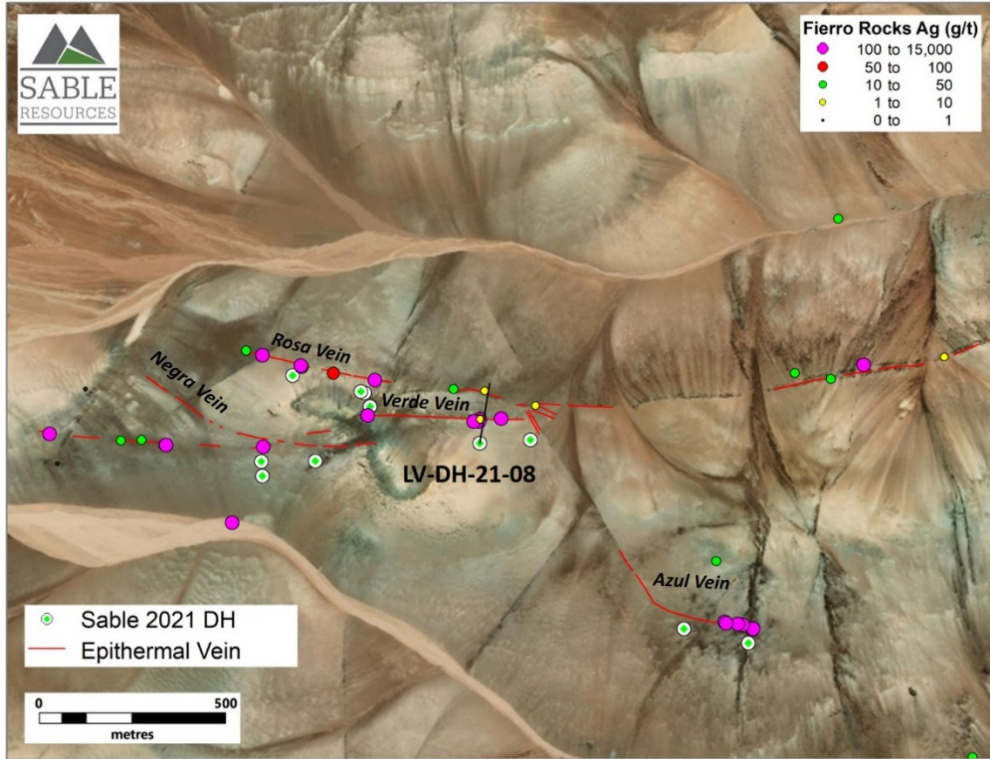 SABLE
RESOURCES
Fierro Rocks Ag (g/t)
100 to 15,000
50 to 100
10 to 50
1 to 10
0 to 1
Rosa Vein
Negra Vein
Verde Vein
LV-DH-21-08
Azul Vein
Sable 2021 DH
Epithermal Vein
0 500
metres